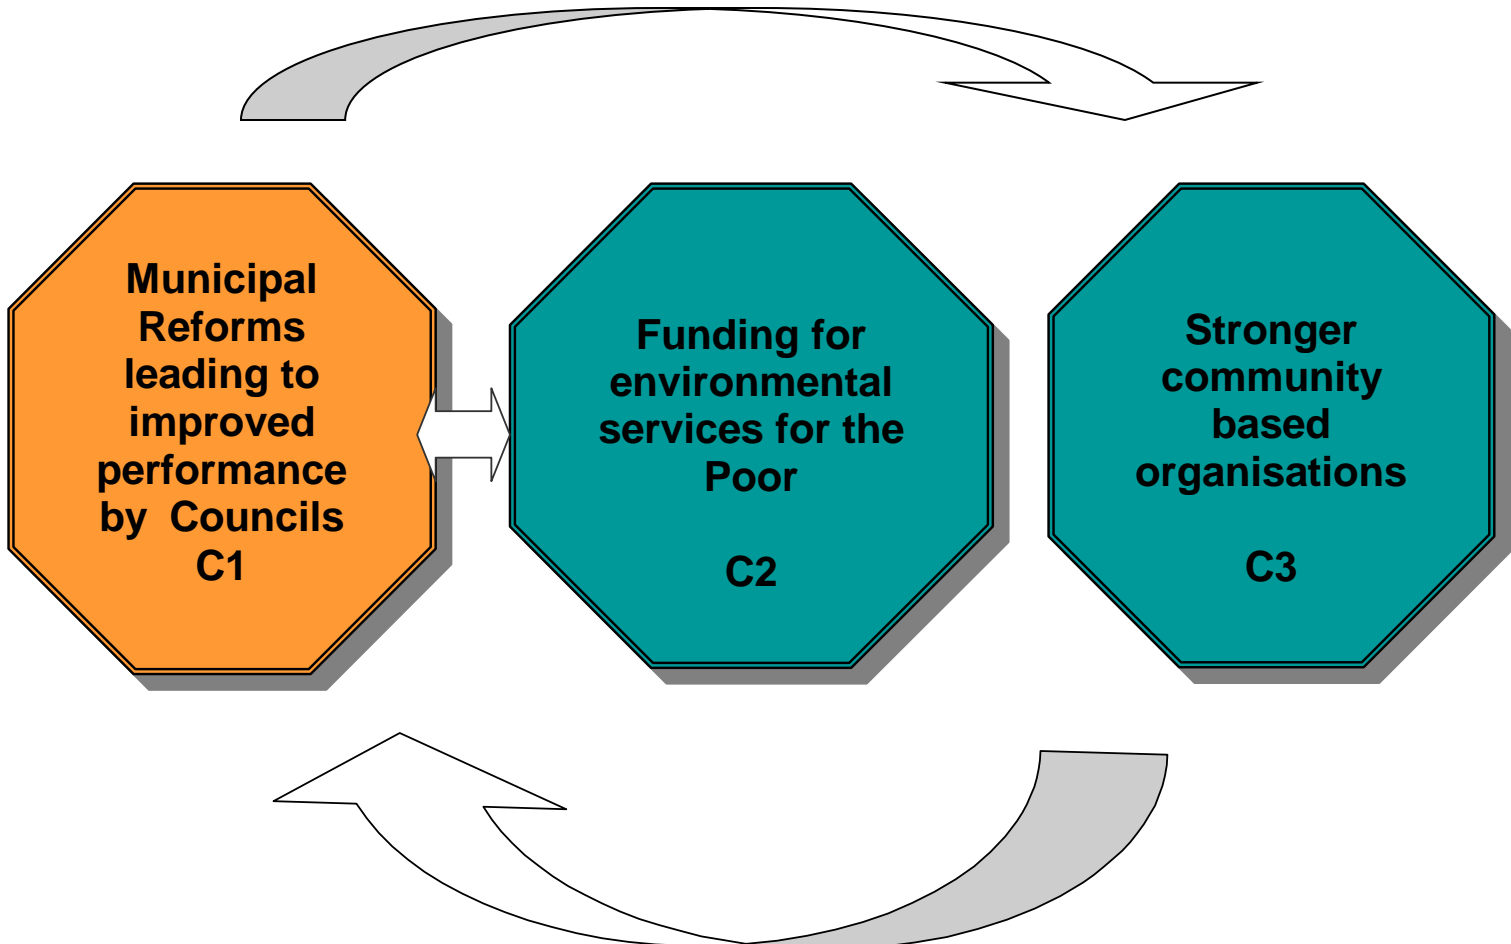 Municipal
Reforms
leading to
improved
performance
by  Councils
C1
Funding for
environmental
services for the
Poor
C2
Stronger
community
based
organisations
C3